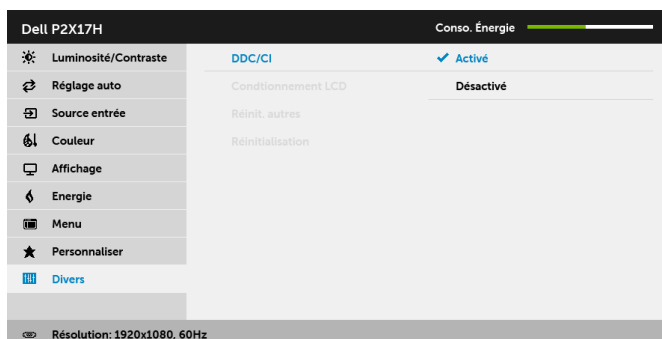 Dell P2X17H
Conso. Énergie
Luminosité/Contraste
DDC/CI
Activé
Réglage auto
Condtionnement LCD
Désactivé
Source entrée
Réinit. autres
Couleur
Réinitialisation
Affichage
Energie
Menu
Personnaliser
Divers
Résolution: 1920x1080, 60Hz